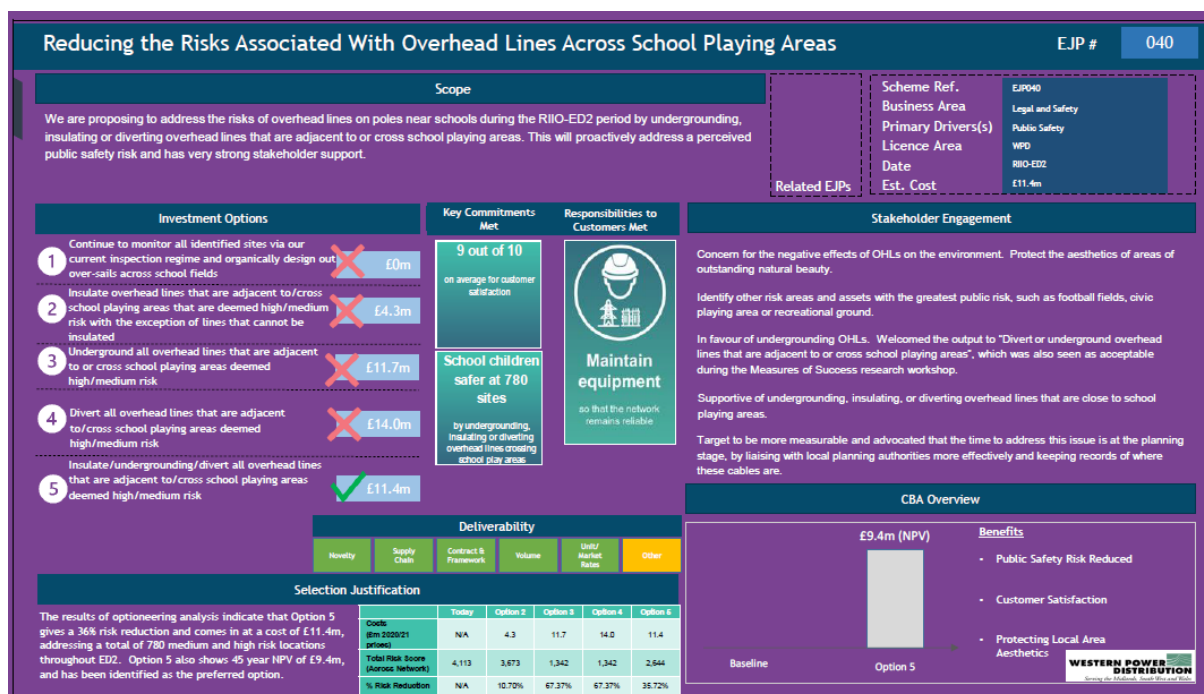 Reducing the Risks Associated With Overhead Lines Across School Playing Areas
EJP #
040
Scope
We are proposing to address the risks of overhead lines on poles near schools during the RIIO-ED2 period by undergrounding,
insulating or diverting overhead lines that are adjacent to or cross school playing areas. This will proactively address a perceived
public safety risk and has very strong stakeholder support.
Related EJPs
Scheme Ref.
EJP040
Business Area
Legal and Safety
Primary Drivers(s)
Public Safety
Licence Area
WPD
Date
RIIO-ED2
Est. Cost
£11.4m
Investment Options
1
Continue to monitor all identified sites via our
current inspection regime and organically design out
over-sails across school fields
£0m
2
Insulate overhead lines that are adjacent to/cross
school playing areas that are deemed high/medium
risk with the exception of lines that cannot be
insulated
£4.3m
3
Underground all overhead lines that are adjacent
to or cross school playing areas deemed
high/medium risk
£11.7m
4
Divert all overhead lines that are adjacent
to/cross school playing areas deemed
high/medium risk
£14.0m
5
Insulate/undergrounding/divert all overhead lines
that are adjacent to/cross school playing areas
deemed high/medium risk
£11.4m
Key Commitments
Met
9 out of 10
on average for customer
satisfaction
School children
safer at 780
sites
by undergrounding,
insulating or diverting
overhead lines crossing
school play areas
Responsibilities to
Customers Met
Maintain
equipment
so that the network
remains reliable
Stakeholder Engagement
Concern for the negative effects of OHLs on the environment. Protect the aesthetics of areas of
outstanding natural beauty.
Identify other risk areas and assets with the greatest public risk, such as football fields, civic
playing area or recreational ground.
In favour of undergrounding OHLs. Welcomed the output to "Divert or underground overhead
lines that are adjacent to or cross school playing areas", which was also seen as acceptable
during the Measures of Success research workshop.
Supportive of undergrounding, insulating, or diverting overhead lines that are close to school
playing areas.
Target to be more measurable and advocated that the time to address this issue is at the planning
stage, by liaising with local planning authorities more effectively and keeping records of where
these cables are.
Deliverability
Novelty
Supply
Chain
Contract &
Framework
Volume
Unit/
Market
Rates
Other
Selection Justification
The results of optioneering analysis indicate that Option 5
gives a 36% risk reduction and comes in at a cost of £11.4m,
addressing a total of 780 medium and high risk locations
throughout ED2. Option 5 also shows 45 year NPV of £9.4m,
and has been identified as the preferred option.
Today Option 2 Option 3 Option 4 Option 5
Costs
(£m 2020/21
prices)
N/A 4.3 11.7 14.0 11.4
Total Risk Score
(Across Network)
4,113 3,673 1,342 1,342 2,644
% Risk Reduction N/A 10.70% 67.37% 67.37% 35.72%
CBA Overview
£9.4m (NPV)
Baseline
Option 5
Benefits
- Public Safety Risk Reduced
- Customer Satisfaction
- Protecting Local Area
Aesthetics
WESTERN POWER
DISTRIBUTION
Serving the Midlands, South West and Wales